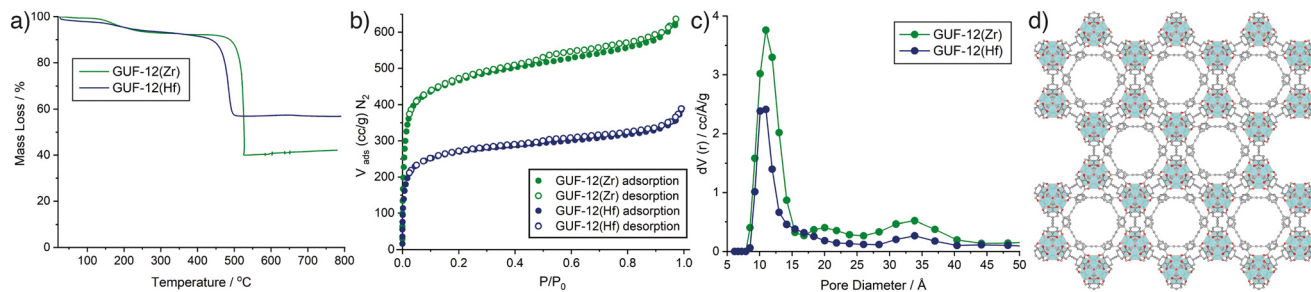 a)
100
80
60
40
20
0
Mass Loss / %
GUF-12(Zr)
GUF-12(Hf)
100 200 300 400 500 600 700 800
Temperature / °C
b)
600
500
400
300
200
100
0
V ads (cc/g) N2
GUF-12(Zr) adsorption
GUF-12(Zr) desorption
GUF-12(Hf) adsorption
GUF-12(Hf) desorption
0.0 0.2 0.4 0.6 0.8 1.0
P/P0
c)
4
3
2
1
0
dV (r) / cc/Å/g
GUF-12(Zr)
GUF-12(Hf)
5 10 15 20 25 30 35 40 45 50
Pore Diameter / Å
d)